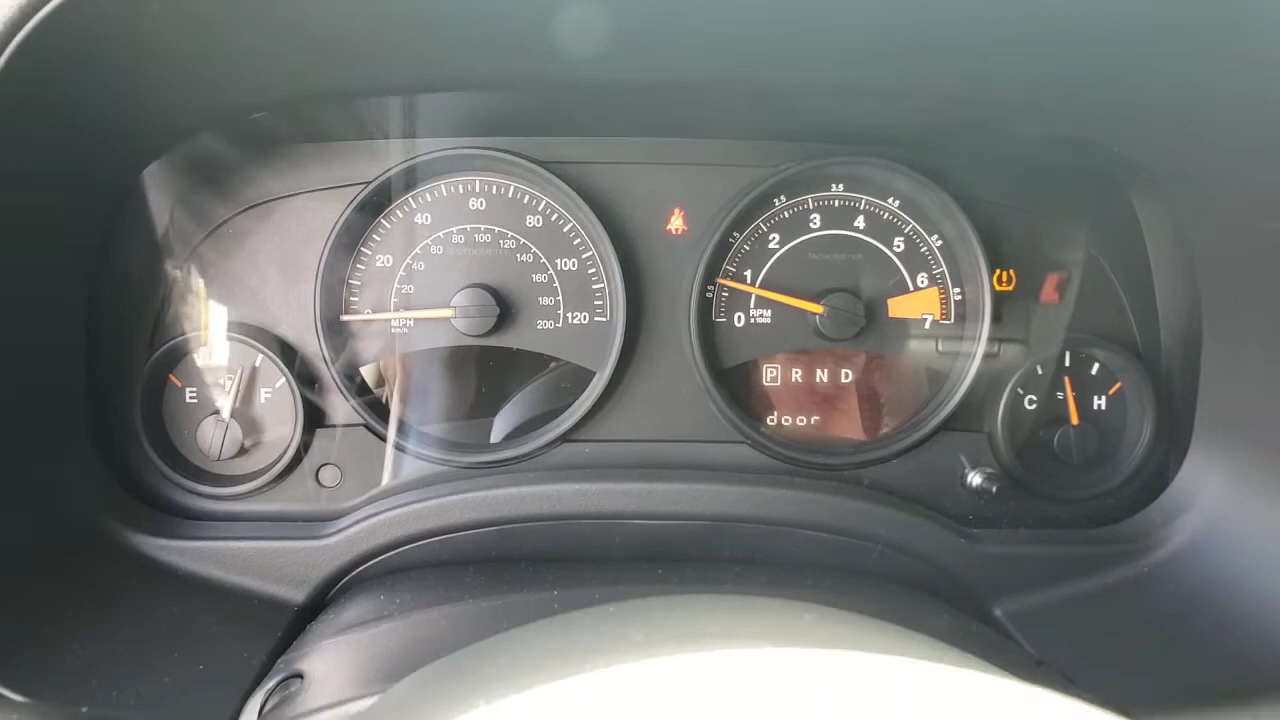 20 40 60 80 100 120
20 40 60 80 100 120 140 160 180 200
MPH
km/h
E F
0 1 2 3 4 5 6 7
0.5 1.5 2.5 3.5 4.5 5.5 6.5
TACHOMETER
RPM
x 1000
P R N D
door
C H